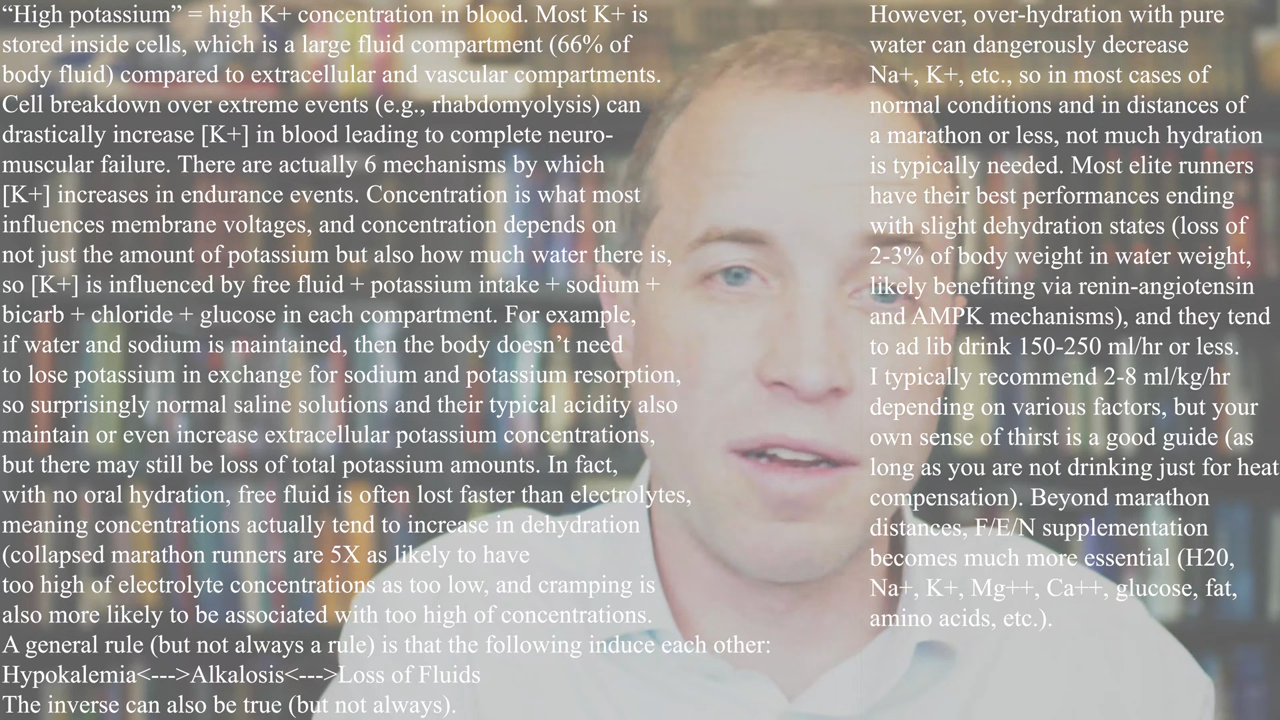 “High potassium” = high K+ concentration in blood. Most K+ is
stored inside cells, which is a large fluid compartment (66% of
body fluid) compared to extracellular and vascular compartments.
Cell breakdown over extreme events (e.g., rhabdomyolysis) can
drastically increase [K+] in blood leading to complete neuro-
muscular failure. There are actually 6 mechanisms by which
[K+] increases in endurance events. Concentration is what most
influences membrane voltages, and concentration depends on
not just the amount of potassium but also how much water there is,
so [K+] is influenced by free fluid + potassium intake + sodium +
bicarb + chloride + glucose in each compartment. For example,
if water and sodium is maintained, then the body doesn’t need
to lose potassium in exchange for sodium and potassium resorption,
so surprisingly normal saline solutions and their typical acidity also
maintain or even increase extracellular potassium concentrations,
but there may still be loss of total potassium amounts. In fact,
with no oral hydration, free fluid is often lost faster than electrolytes,
meaning concentrations actually tend to increase in dehydration
(collapsed marathon runners are 5X as likely to have
too high of electrolyte concentrations as too low, and cramping is
also more likely to be associated with too high of concentrations.
A general rule (but not always a rule) is that the following induce each other:
Hypokalemia<--->Alkalosis<--->Loss of Fluids
The inverse can also be true (but not always).
However, over-hydration with pure
water can dangerously decrease
Na+, K+, etc., so in most cases of
normal conditions and in distances of
a marathon or less, not much hydration
is typically needed. Most elite runners
have their best performances ending
with slight dehydration states (loss of
2-3% of body weight in water weight,
likely benefiting via renin-angiotensin
and AMPK mechanisms), and they tend
to ad lib drink 150-250 ml/hr or less.
I typically recommend 2-8 ml/kg/hr
depending on various factors, but your
own sense of thirst is a good guide (as
long as you are not drinking just for heat
compensation). Beyond marathon
distances, F/E/N supplementation
becomes much more essential (H20,
Na+, K+, Mg++, Ca++, glucose, fat,
amino acids, etc.).